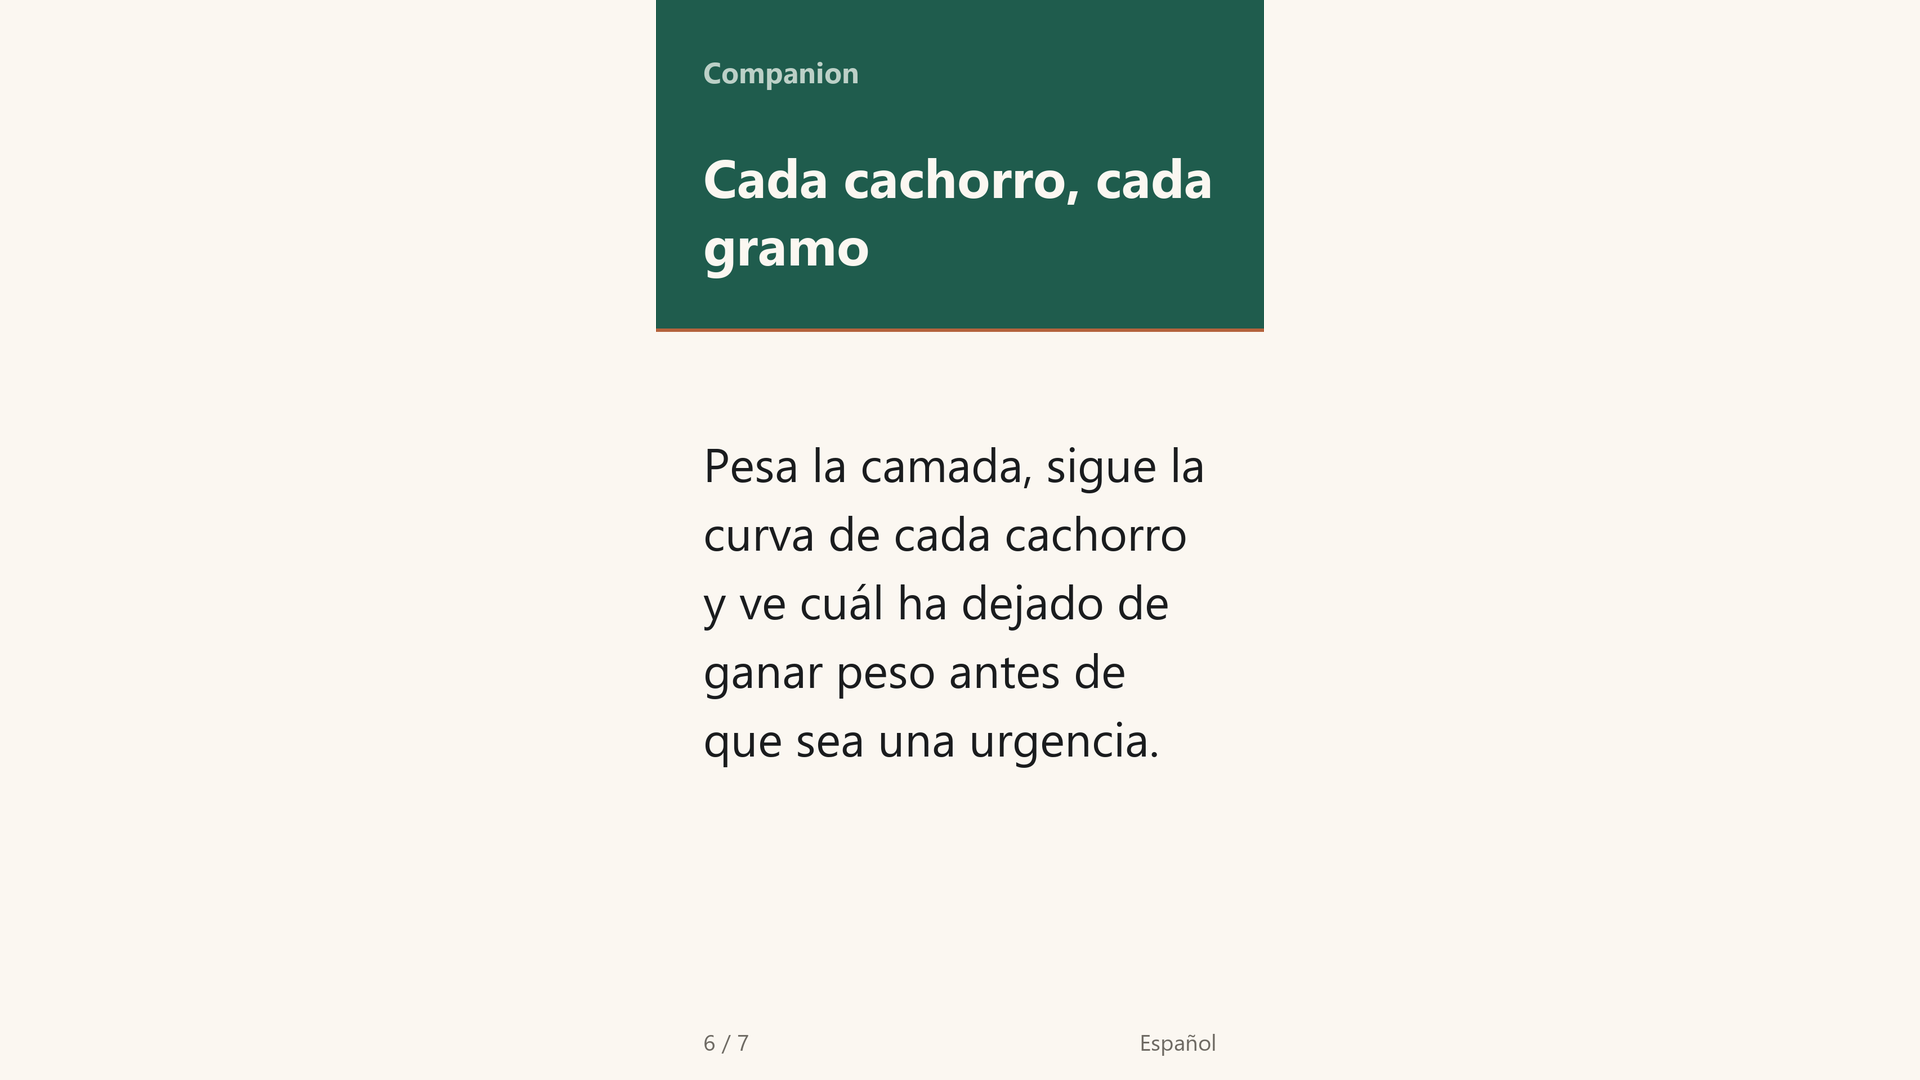 Companion
Cada cachorro, cada
gramo
Pesa la camada, sigue la
curva de cada cachorro
y ve cuál ha dejado de
ganar peso antes de
que sea una urgencia.
6 / 7
Español